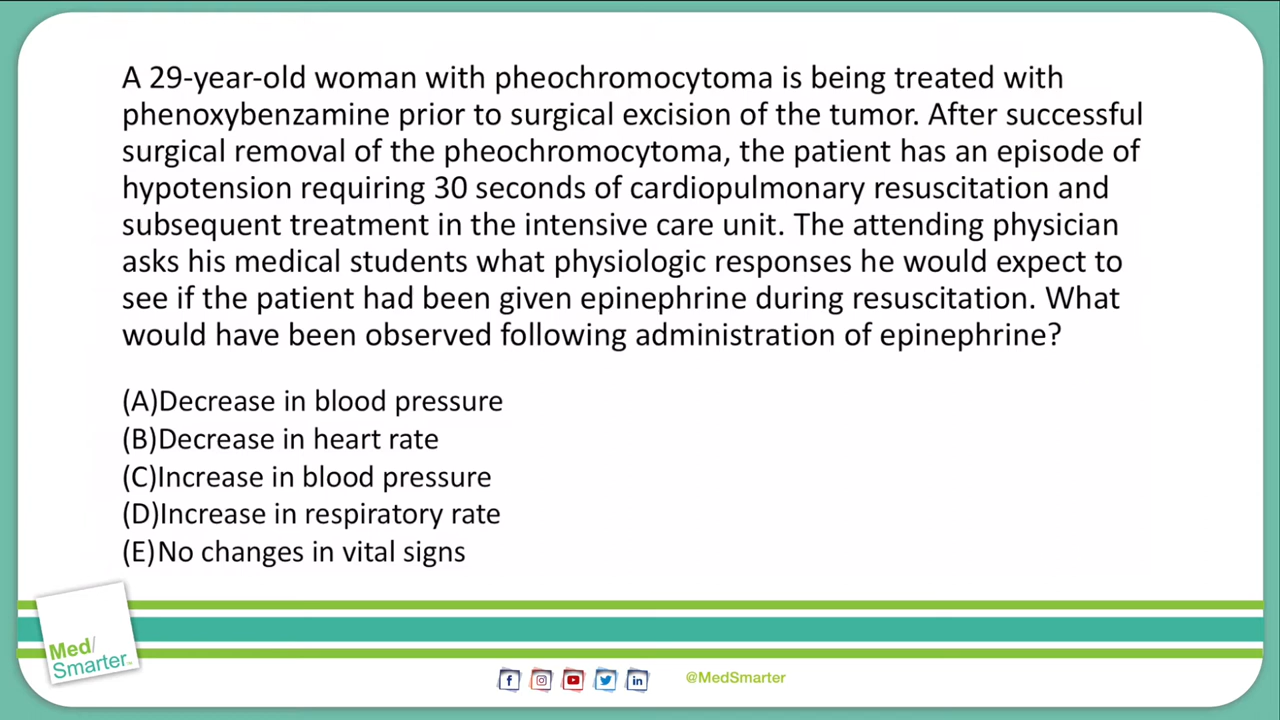 A 29-year-old woman with pheochromocytoma is being treated with
phenoxybenzamine prior to surgical excision of the tumor. After successful
surgical removal of the pheochromocytoma, the patient has an episode of
hypotension requiring 30 seconds of cardiopulmonary resuscitation and
subsequent treatment in the intensive care unit. The attending physician
asks his medical students what physiologic responses he would expect to
see if the patient had been given epinephrine during resuscitation. What
would have been observed following administration of epinephrine?
(A)Decrease in blood pressure
(B)Decrease in heart rate
(C)Increase in blood pressure
(D)Increase in respiratory rate
(E)No changes in vital signs
Med/
Smarter™
@MedSmarter